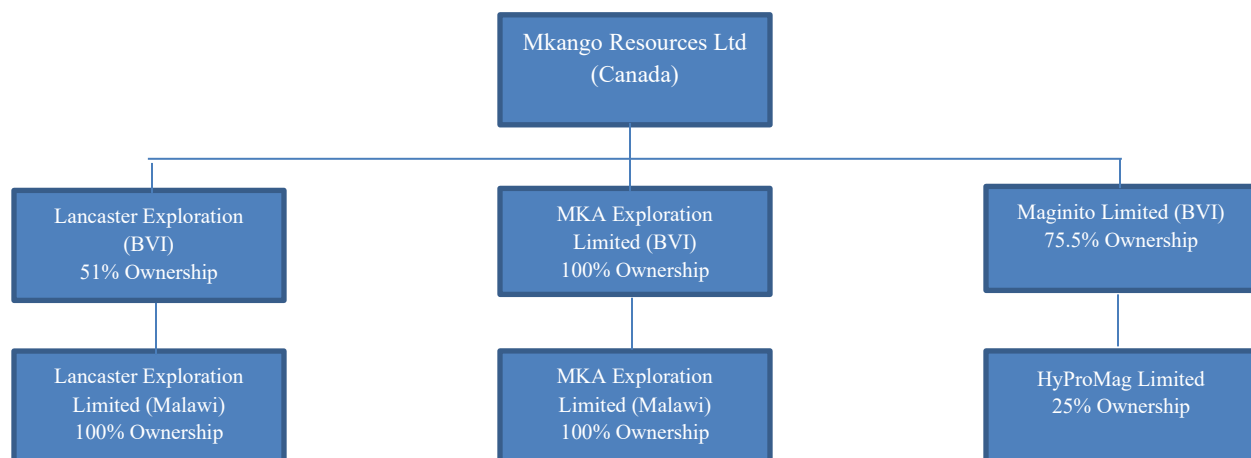 Mkango Resources Ltd
(Canada)
Lancaster Exploration
(BVI)
51% Ownership
MKA Exploration
Limited (BVI)
100% Ownership
Maginito Limited (BVI)
75.5% Ownership
Lancaster Exploration
Limited (Malawi)
100% Ownership
MKA Exploration
Limited (Malawi)
100% Ownership
HyProMag Limited
25% Ownership